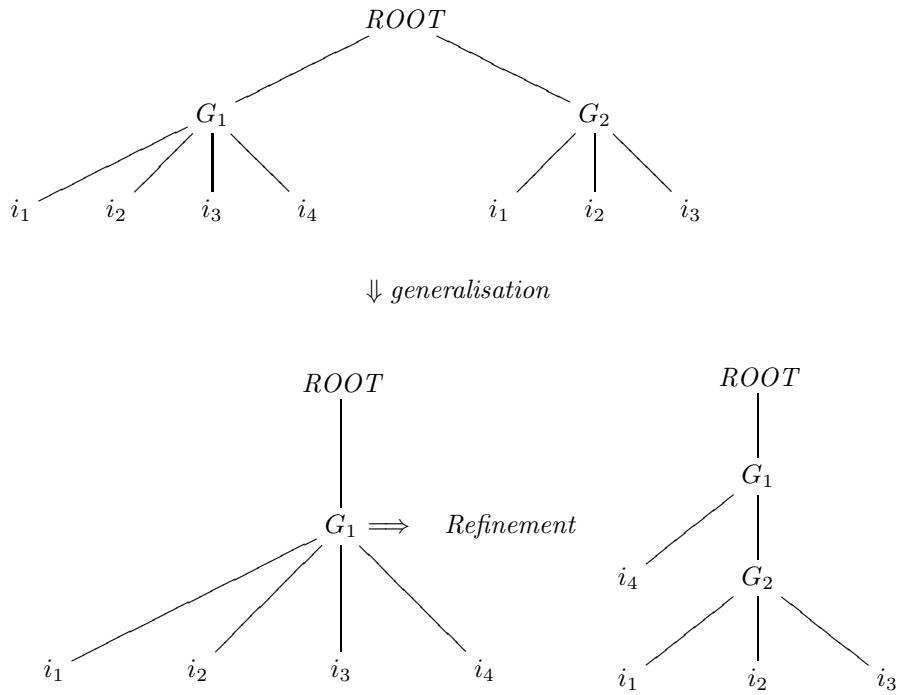 ROOT
G₁ G₂
i₁ i₂ i₃ i₄ i₁ i₂ i₃
⇓ generalisation
ROOT ROOT
G₁
G₁ ⟹ Refinement
i₄ G₂
i₁ i₂ i₃ i₄ i₁ i₂ i₃